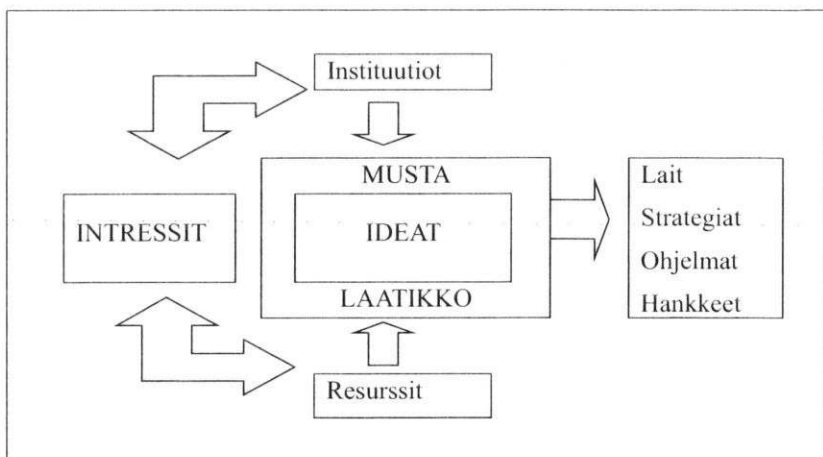 Instituutiot
MUSTA
INTRESSIT
IDEAT
LAATIKKO
Resurssit
Lait
Strategiat
Ohjelmat
Hankkeet